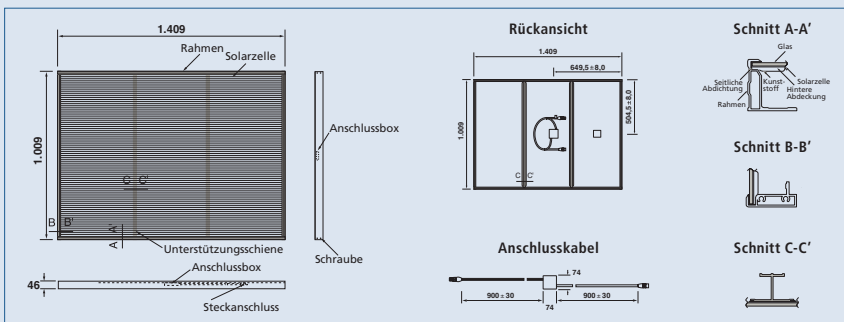 1.409
Rahmen
Solarzelle
1.009
Anschlussbox
C C'
B B'
A A'
Unterstützungsschiene
Anschlussbox
Schraube
46
Steckanschluss
Rückansicht
1.409
649,5±8,0
504,5±8,0
1.009
C C'
Anschlusskabel
74
900±30
900±30
74
Schnitt A-A'
Glas
Seitliche
Abdichtung
Kunst-
stoff
Solarzelle
Hintere
Abdeckung
Rahmen
Schnitt B-B'
Schnitt C-C'